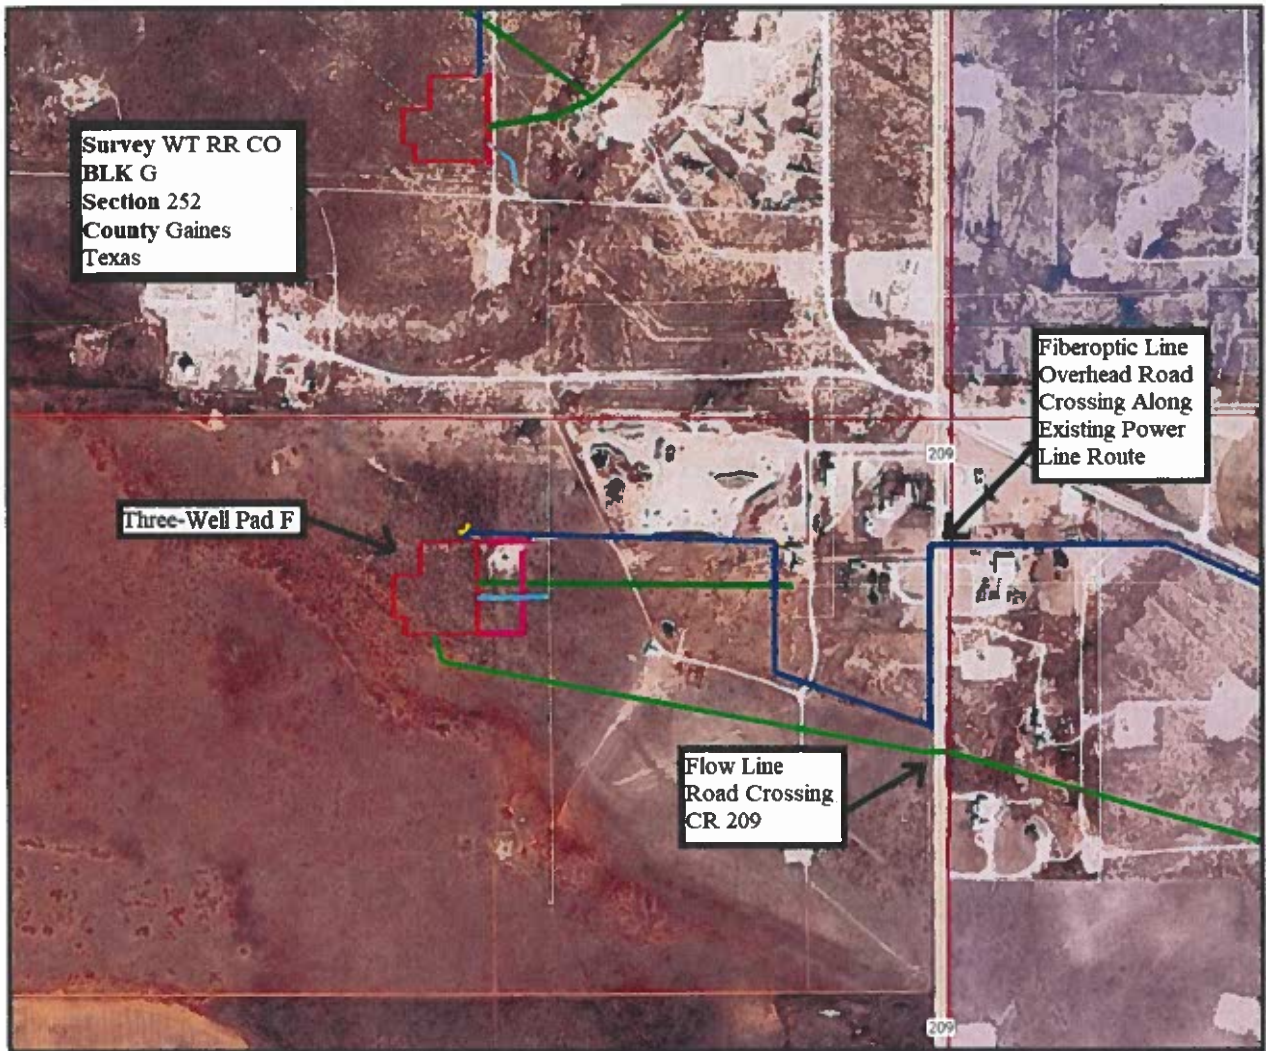 Survey WT RR CO
BLK G
Section 252
County Gaines
Texas
Fiberoptic Line
Overhead Road
Crossing Along
Existing Power
Line Route
209
Three-Well Pad F
Flow Line
Road Crossing
CR 209
209